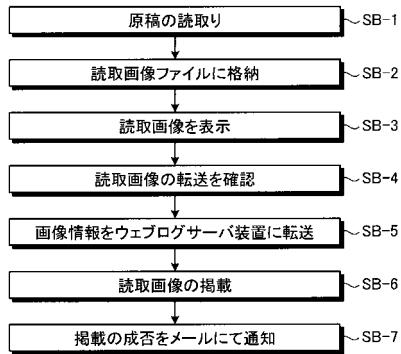 原稿の読取り SB-1
読取画像ファイルに格納 SB-2
読取画像を表示 SB-3
読取画像の転送を確認 SB-4
画像情報をウェブログサーバ装置に転送 SB-5
読取画像の掲載 SB-6
掲載の成否をメールにて通知 SB-7